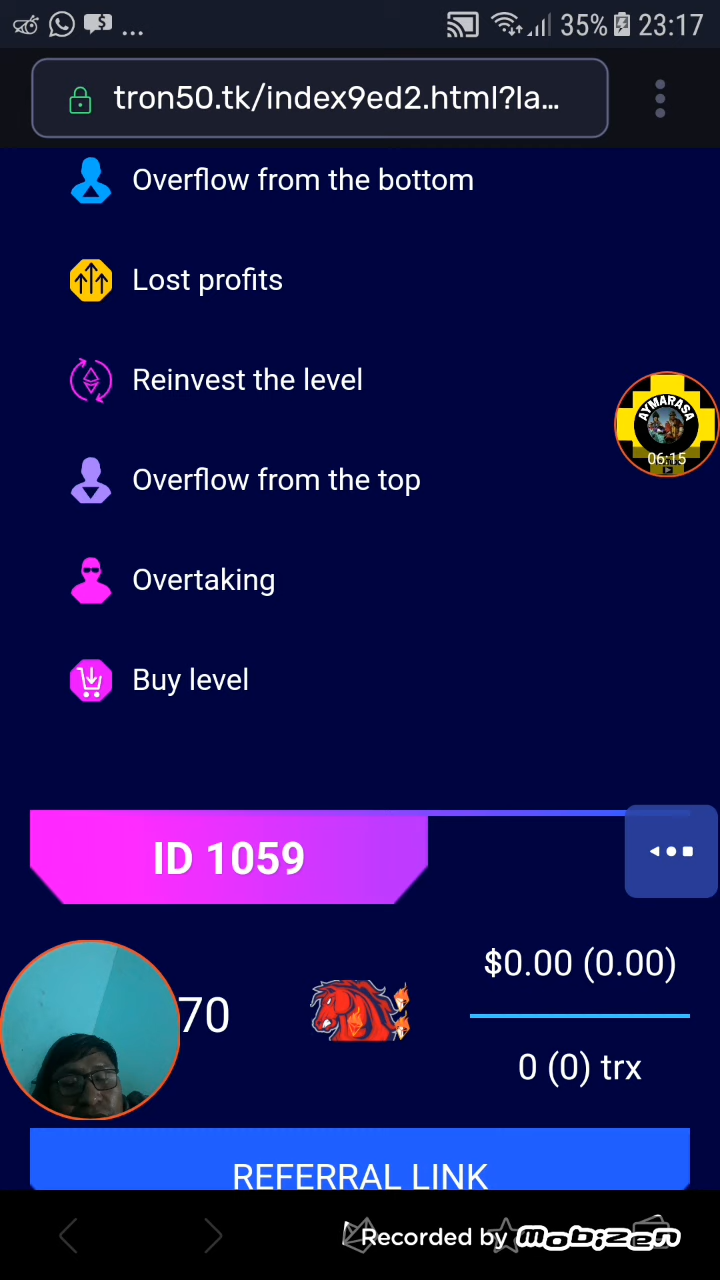 ... 35% 23:17
tron50.tk/index9ed2.html?la...
Overflow from the bottom
Lost profits
Reinvest the level
AYMARASA
06:15
Overflow from the top
Overtaking
Buy level
ID 1059
$0.00 (0.00)
70
0 (0) trx
REFERRAL LINK
Recorded by mobizen